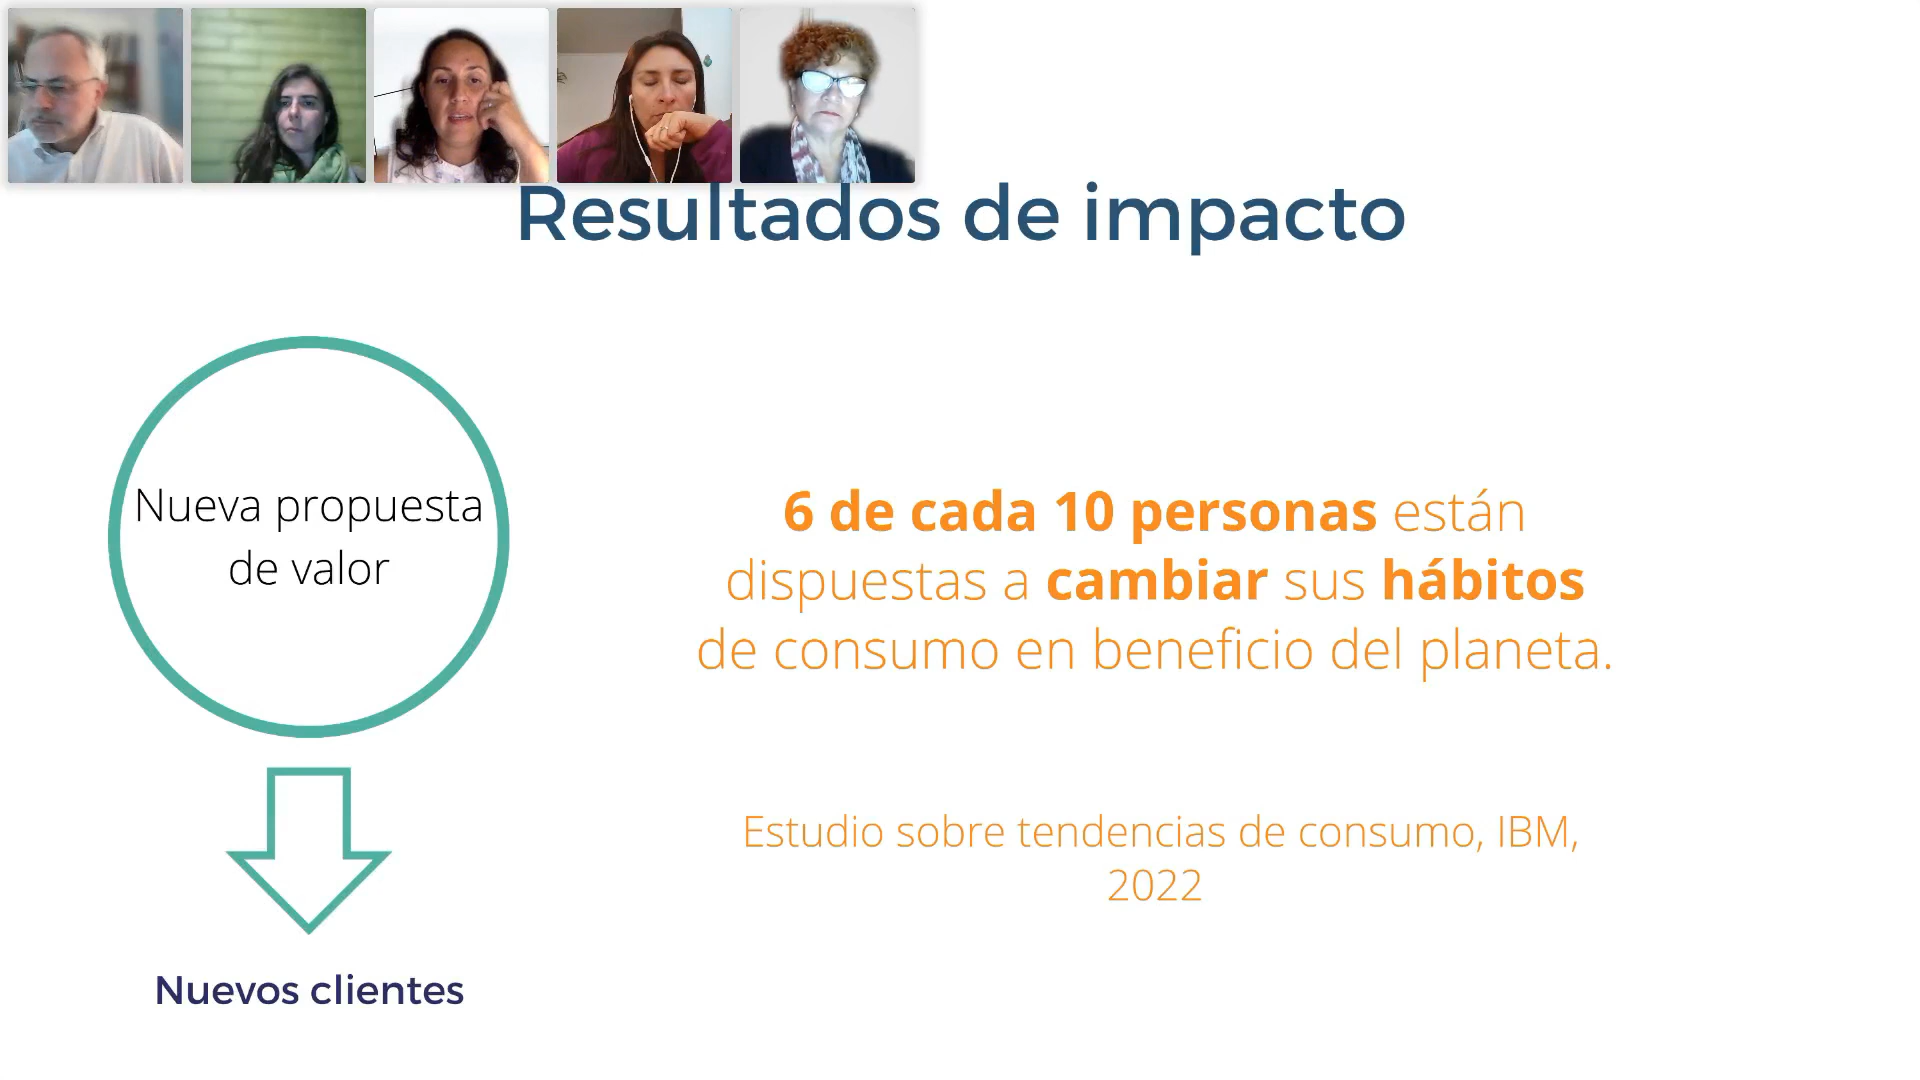 Resultados de impacto
Nueva propuesta
de valor
Nuevos clientes
6 de cada 10 personas están
dispuestas a cambiar sus hábitos
de consumo en beneficio del planeta.
Estudio sobre tendencias de consumo, IBM,
2022